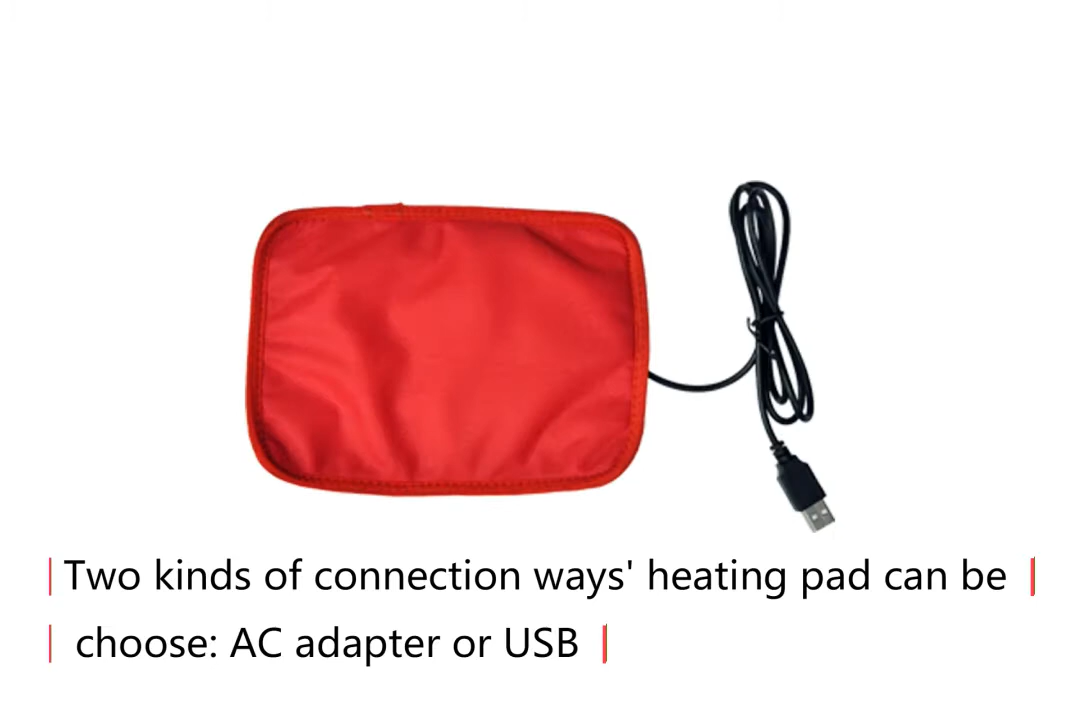 Two kinds of connection ways' heating pad can be
choose: AC adapter or USB